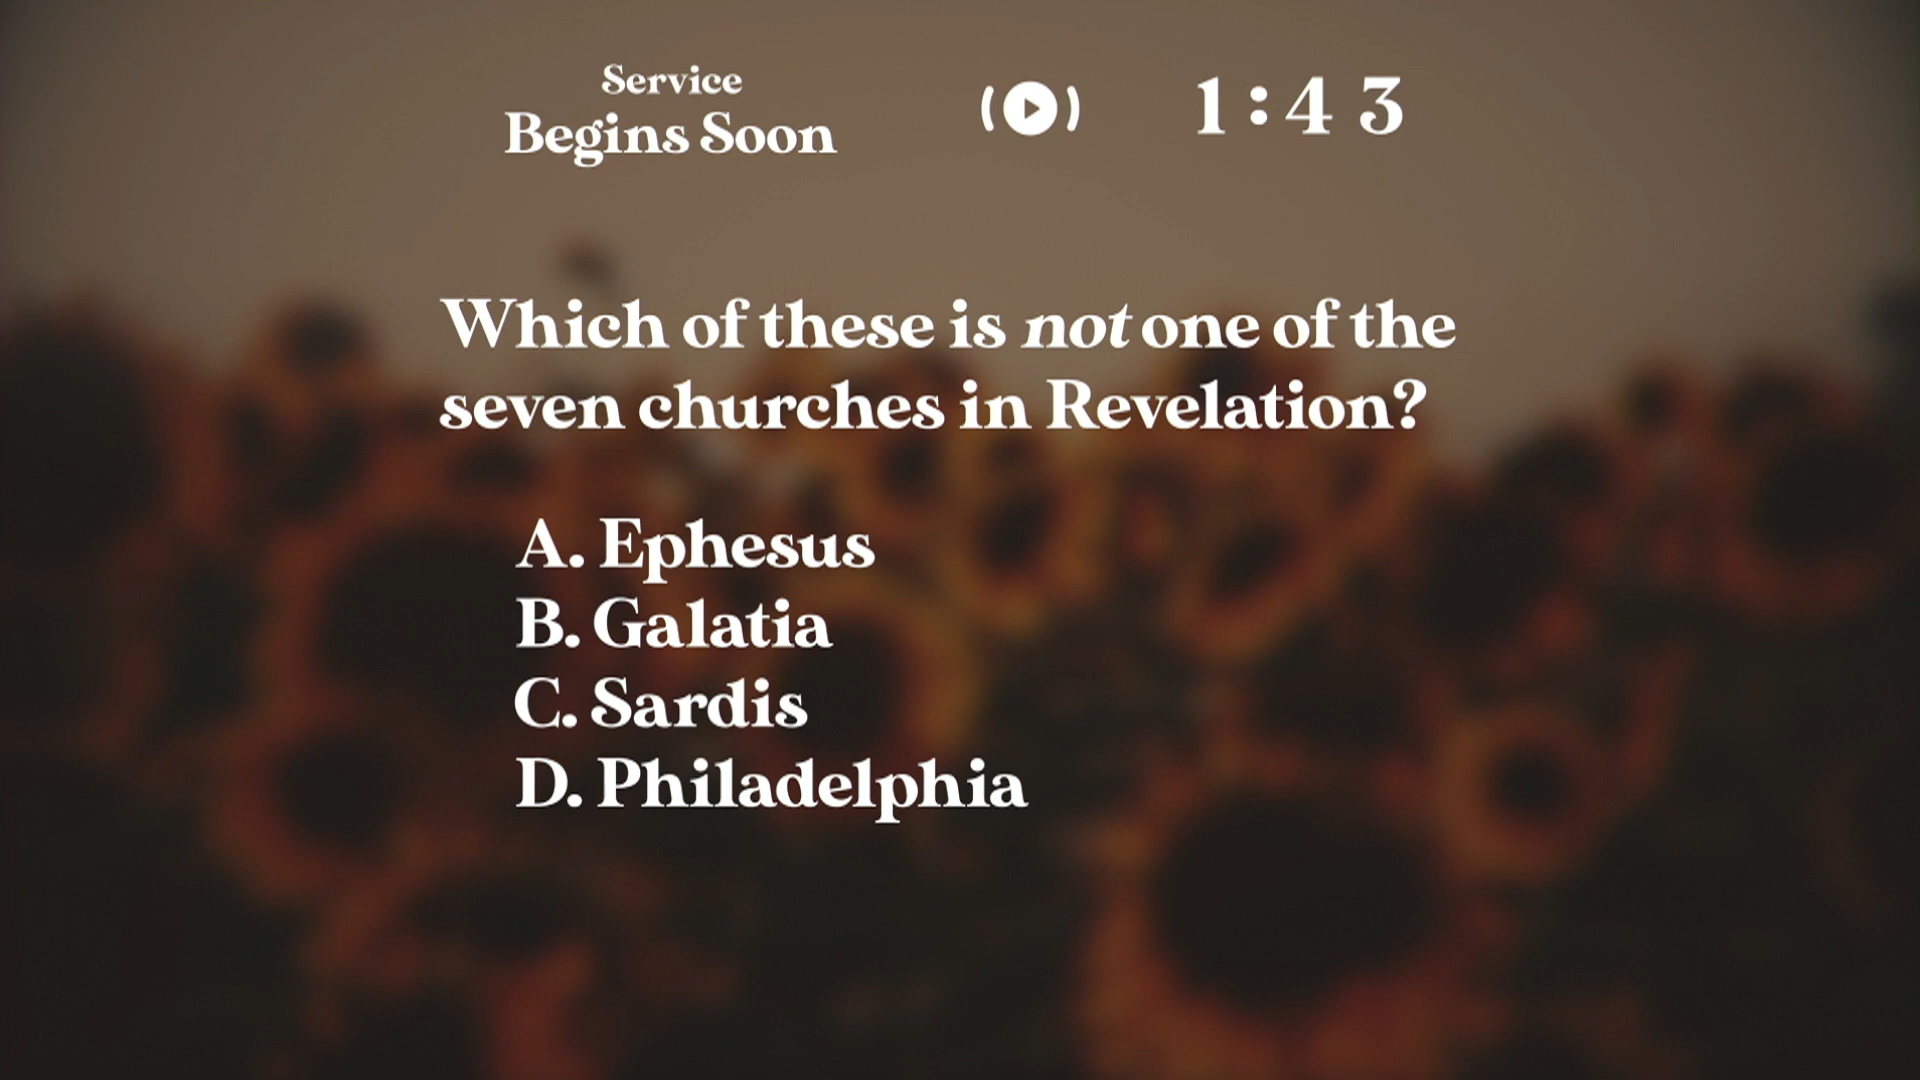 Service
Begins Soon
1:43
Which of these is not one of the
seven churches in Revelation?
A. Ephesus
B. Galatia
C. Sardis
D. Philadelphia